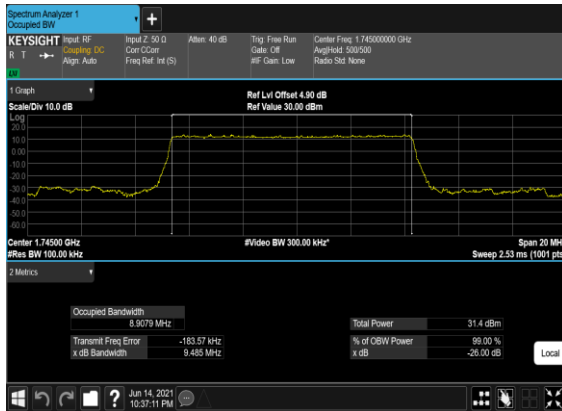 Spectrum Analyzer 1
Occupied BW
+
KEYSIGHT Input: RF Input Z: 50 Ω Atten: 40 dB Trig: Free Run Center Freq: 1.745000000 GHz
R T Coupling: DC Corr CCorr Gate: Off Avg|Hold: 500/500
Align: Auto Freq Ref: Int (S) #IF Gain: Low Radio Std: None
1 Graph Ref Lvl Offset 4.90 dB
Scale/Div 10.0 dB Ref Value 30.00 dBm
Log
20.0
10.0
0.00
-10.0
-20.0
-30.0
-40.0
-50.0
-60.0
Center 1.74500 GHz #Video BW 300.00 kHz* Span 20 MH
#Res BW 100.00 kHz Sweep 2.53 ms (1001 pts
2 Metrics
Occupied Bandwidth
8.9079 MHz Total Power 31.4 dBm
Transmit Freq Error -183.57 kHz % of OBW Power 99.00 %
x dB Bandwidth 9.485 MHz x dB -26.00 dB
Local
? Jun 14, 2021
10:37:11 PM